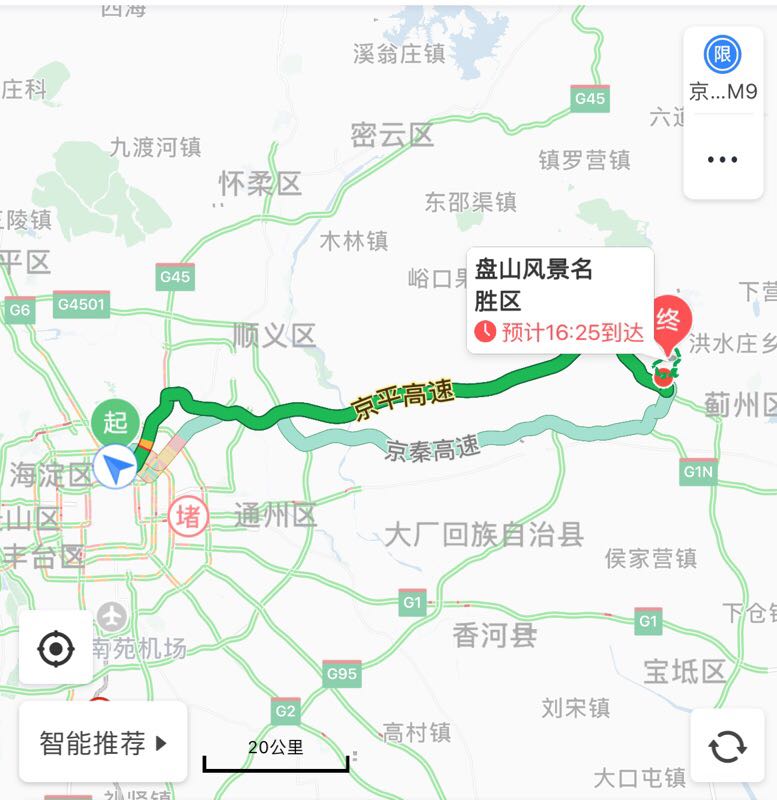 四海
溪翁庄镇
限
庄科
京...M9
G45
六道
九渡河镇
密云区
镇罗营镇
怀柔区
东邵渠镇
王陵镇
木林镇
平区
盘山风景名
胜区
预计16:25到达
峪口
G45
下营
G6
G4501
终
顺义区
洪水庄乡
京平高速
蓟州区
起
京秦高速
海淀区
G1N
堵
通州区
山区
大厂回族自治县
丰台区
侯家营镇
G1
下仓镇
G1
南苑机场
香河县
G95
宝坻区
G2
刘宋镇
智能推荐
20公里
高村镇
大口屯镇
礼贤镇